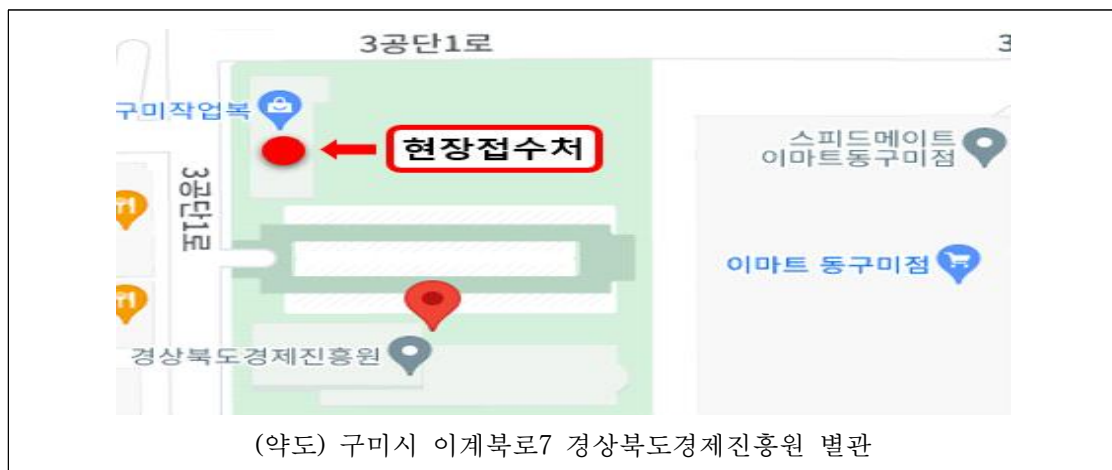 3공단1로
3
구미작업복
현장접수처
스피드메이트
이마트동구미점
3공단1로
이마트 동구미점
경상북도경제진흥원
(약도) 구미시 이계북로7 경상북도경제진흥원 별관